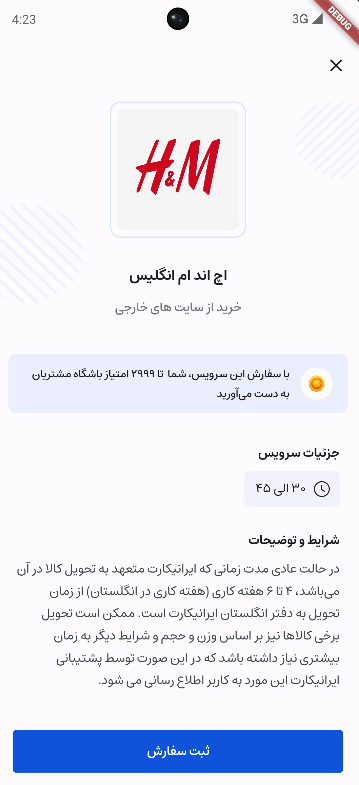 4:23
3G
DEBUG
H&M
اچ اند ام انگلیس
خرید از سایت های خارجی
با سفارش این سرویس، شما تا ۲۹۹۹ امتیاز باشگاه مشتریان
به دست می‌آورید
جزئیات سرویس
۳۰ الی ۴۵
شرایط و توضیحات
در حالت عادی مدت زمانی که ایرانیکارت متعهد به تحویل کالا در آن
می‌باشد، ۴ تا ۶ هفته کاری (هفته کاری در انگلستان) از زمان
تحویل به دفتر انگلستان ایرانیکارت است. ممکن است تحویل
برخی کالاها نیز بر اساس وزن و حجم و شرایط دیگر به زمان
بیشتری نیاز داشته باشد که در این صورت توسط پشتیبانی
ایرانیکارت این مورد به کاربر اطلاع رسانی می شود.
ثبت سفارش